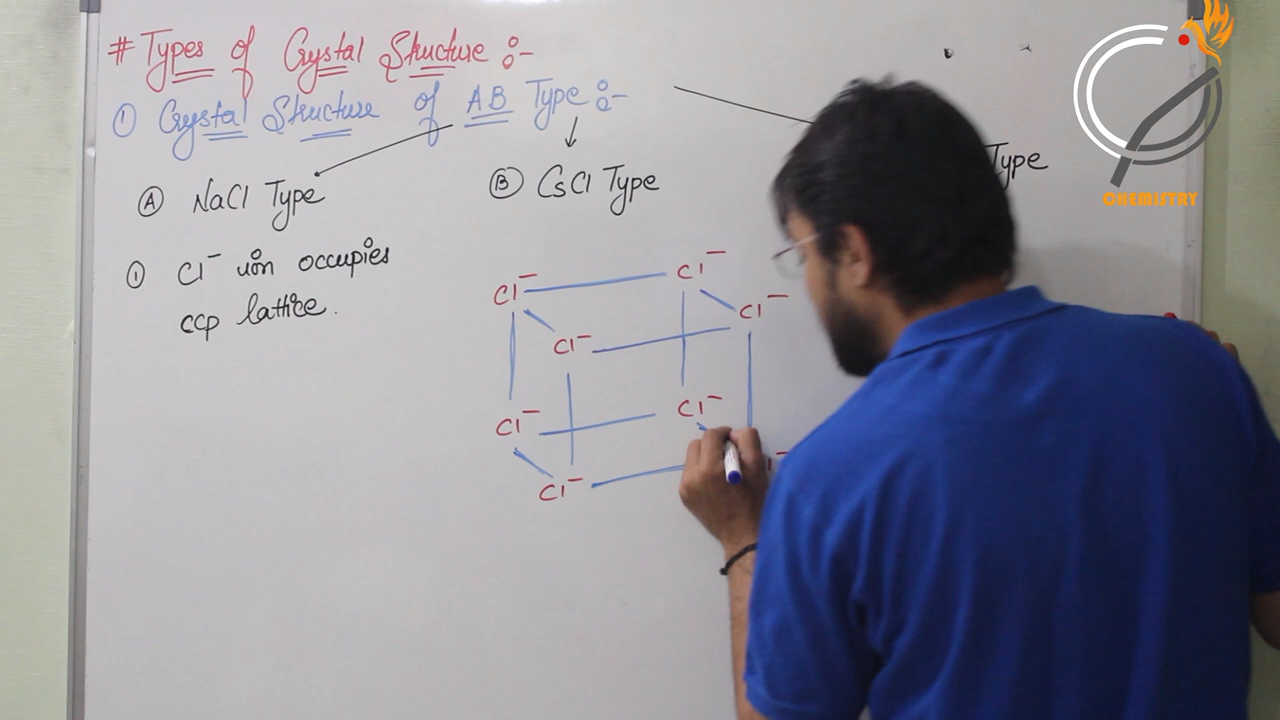 # Types of Crystal Structure :-
① Crystal Structure of AB Type :-
Ⓐ NaCl Type
Ⓑ CsCl Type
Type
① Cl⁻ ion occupies
ccp lattice.
Cl⁻ Cl⁻
Cl⁻ Cl⁻
Cl⁻ Cl⁻
Cl⁻
CHEMISTRY